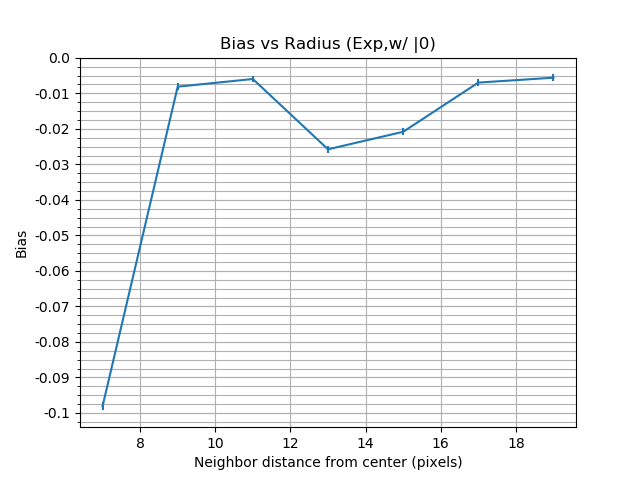 Bias vs Radius (Exp,w/ |0)
0.0
-0.01
-0.02
-0.03
-0.04
-0.05
-0.06
-0.07
-0.08
-0.09
-0.1
Bias
8 10 12 14 16 18
Neighbor distance from center (pixels)